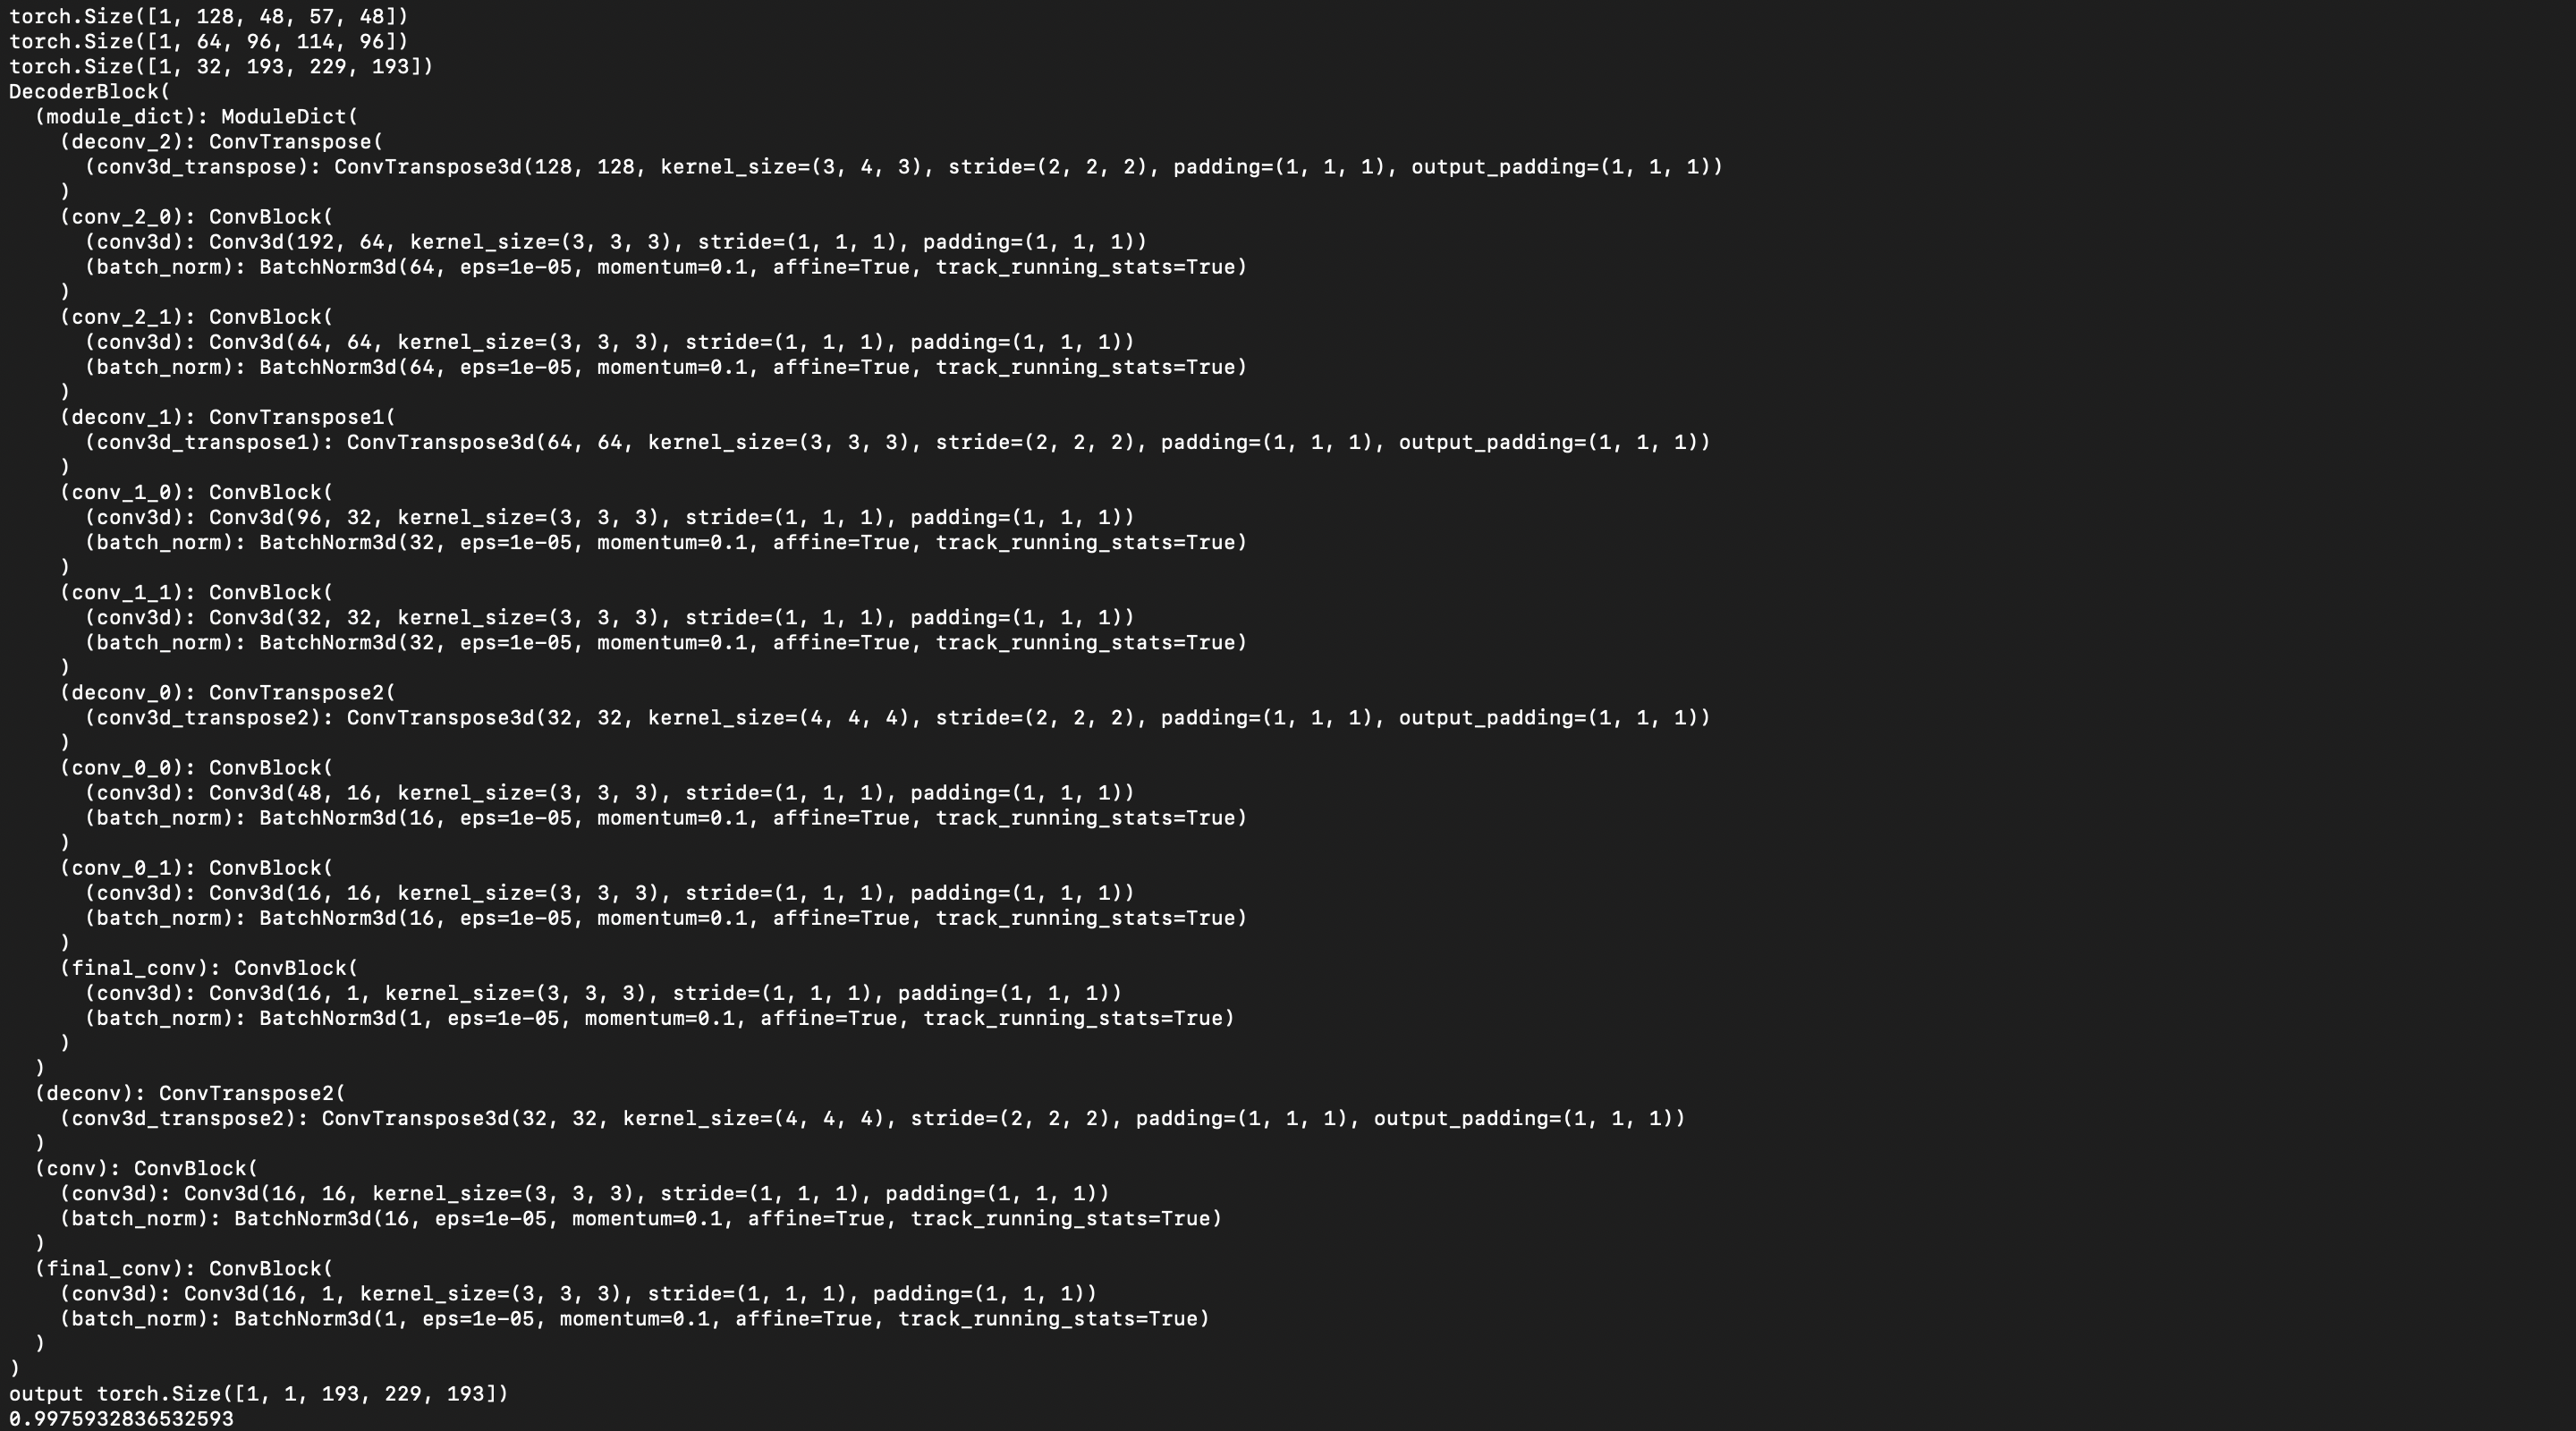 torch.Size([1, 128, 48, 57, 48])
torch.Size([1, 64, 96, 114, 96])
torch.Size([1, 32, 193, 229, 193])
DecoderBlock(
  (module_dict): ModuleDict(
    (deconv_2): ConvTranspose(
      (conv3d_transpose): ConvTranspose3d(128, 128, kernel_size=(3, 4, 3), stride=(2, 2, 2), padding=(1, 1, 1), output_padding=(1, 1, 1))
    )
    (conv_2_0): ConvBlock(
      (conv3d): Conv3d(192, 64, kernel_size=(3, 3, 3), stride=(1, 1, 1), padding=(1, 1, 1))
      (batch_norm): BatchNorm3d(64, eps=1e-05, momentum=0.1, affine=True, track_running_stats=True)
    )
    (conv_2_1): ConvBlock(
      (conv3d): Conv3d(64, 64, kernel_size=(3, 3, 3), stride=(1, 1, 1), padding=(1, 1, 1))
      (batch_norm): BatchNorm3d(64, eps=1e-05, momentum=0.1, affine=True, track_running_stats=True)
    )
    (deconv_1): ConvTranspose1(
      (conv3d_transpose1): ConvTranspose3d(64, 64, kernel_size=(3, 3, 3), stride=(2, 2, 2), padding=(1, 1, 1), output_padding=(1, 1, 1))
    )
    (conv_1_0): ConvBlock(
      (conv3d): Conv3d(96, 32, kernel_size=(3, 3, 3), stride=(1, 1, 1), padding=(1, 1, 1))
      (batch_norm): BatchNorm3d(32, eps=1e-05, momentum=0.1, affine=True, track_running_stats=True)
    )
    (conv_1_1): ConvBlock(
      (conv3d): Conv3d(32, 32, kernel_size=(3, 3, 3), stride=(1, 1, 1), padding=(1, 1, 1))
      (batch_norm): BatchNorm3d(32, eps=1e-05, momentum=0.1, affine=True, track_running_stats=True)
    )
    (deconv_0): ConvTranspose2(
      (conv3d_transpose2): ConvTranspose3d(32, 32, kernel_size=(4, 4, 4), stride=(2, 2, 2), padding=(1, 1, 1), output_padding=(1, 1, 1))
    )
    (conv_0_0): ConvBlock(
      (conv3d): Conv3d(48, 16, kernel_size=(3, 3, 3), stride=(1, 1, 1), padding=(1, 1, 1))
      (batch_norm): BatchNorm3d(16, eps=1e-05, momentum=0.1, affine=True, track_running_stats=True)
    )
    (conv_0_1): ConvBlock(
      (conv3d): Conv3d(16, 16, kernel_size=(3, 3, 3), stride=(1, 1, 1), padding=(1, 1, 1))
      (batch_norm): BatchNorm3d(16, eps=1e-05, momentum=0.1, affine=True, track_running_stats=True)
    )
    (final_conv): ConvBlock(
      (conv3d): Conv3d(16, 1, kernel_size=(3, 3, 3), stride=(1, 1, 1), padding=(1, 1, 1))
      (batch_norm): BatchNorm3d(1, eps=1e-05, momentum=0.1, affine=True, track_running_stats=True)
    )
  )
  (deconv): ConvTranspose2(
    (conv3d_transpose2): ConvTranspose3d(32, 32, kernel_size=(4, 4, 4), stride=(2, 2, 2), padding=(1, 1, 1), output_padding=(1, 1, 1))
  )
  (conv): ConvBlock(
    (conv3d): Conv3d(16, 16, kernel_size=(3, 3, 3), stride=(1, 1, 1), padding=(1, 1, 1))
    (batch_norm): BatchNorm3d(16, eps=1e-05, momentum=0.1, affine=True, track_running_stats=True)
  )
  (final_conv): ConvBlock(
    (conv3d): Conv3d(16, 1, kernel_size=(3, 3, 3), stride=(1, 1, 1), padding=(1, 1, 1))
    (batch_norm): BatchNorm3d(1, eps=1e-05, momentum=0.1, affine=True, track_running_stats=True)
  )
)
output torch.Size([1, 1, 193, 229, 193])
0.9975932836532593